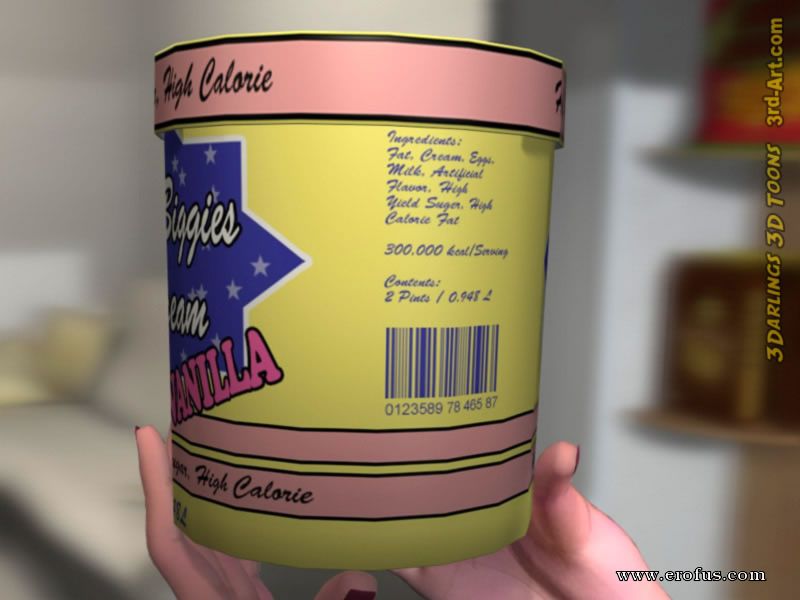 High Calorie
Biggies
VANILLA
Ingredients:
Fat, Cream, Eggs,
Milk, Artificial
Flavor, High
Yield Suger, High
Calorie Fat
300.000 kcal/Serving
Contents:
2 Pints / 0.948 L
0123589 78 465 87
High Calorie
3DARLINGS 3D TOONS 3rd-Art.com
www.erofus.com